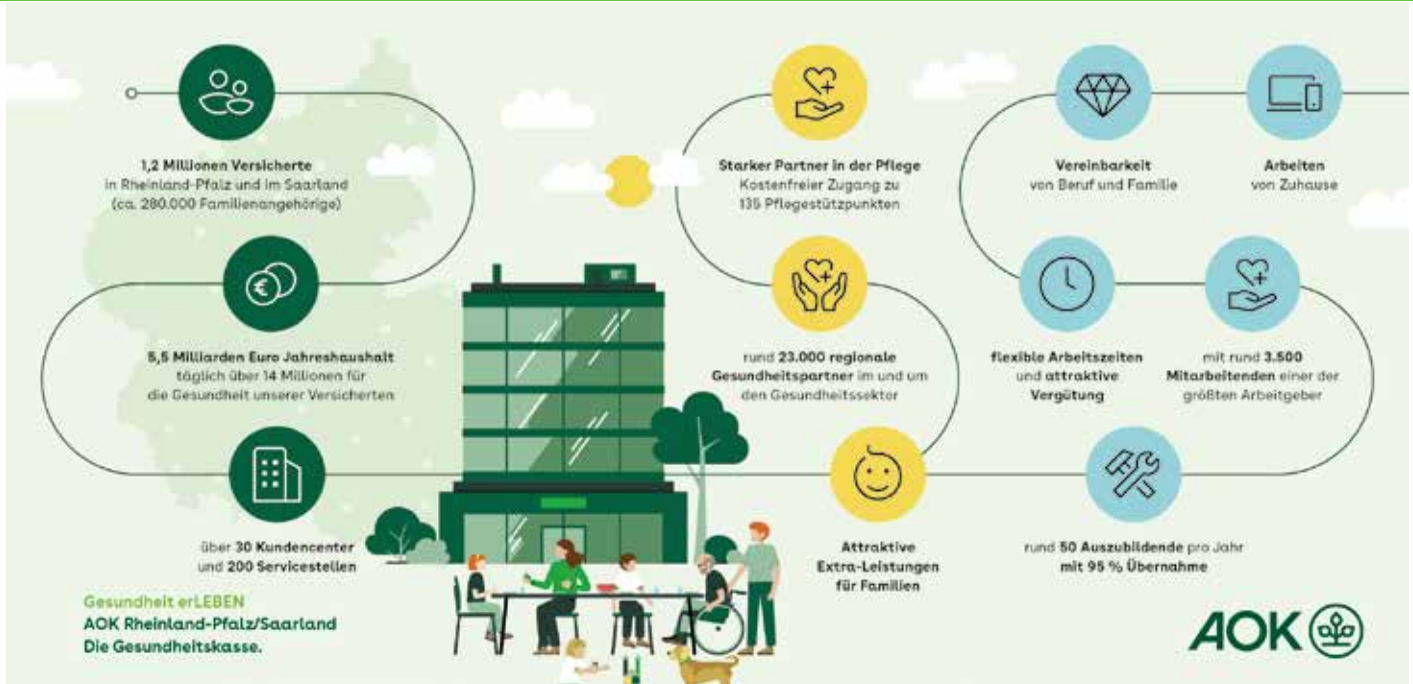 1,2 Millionen Versicherte
in Rheinland-Pfalz und im Saarland
(ca. 280.000 Familienangehörige)
5,5 Milliarden Euro Jahreshaushalt
täglich über 14 Millionen für
die Gesundheit unserer Versicherten
über 30 Kundencenter
und 200 Servicestellen
Starker Partner in der Pflege
Kostenfreier Zugang zu
135 Pflegestützpunkten
rund 23.000 regionale
Gesundheitspartner im und um
den Gesundheitssektor
Attraktive
Extra-Leistungen
für Familien
Vereinbarkeit
von Beruf und Familie
Arbeiten
von Zuhause
flexible Arbeitszeiten
und attraktive
Vergütung
mit rund 3.500
Mitarbeitenden einer der
größten Arbeitgeber
rund 50 Auszubildende pro Jahr
mit 95 % Übernahme
Gesundheit erLEBEN
AOK Rheinland-Pfalz/Saarland
Die Gesundheitskasse.
AOK